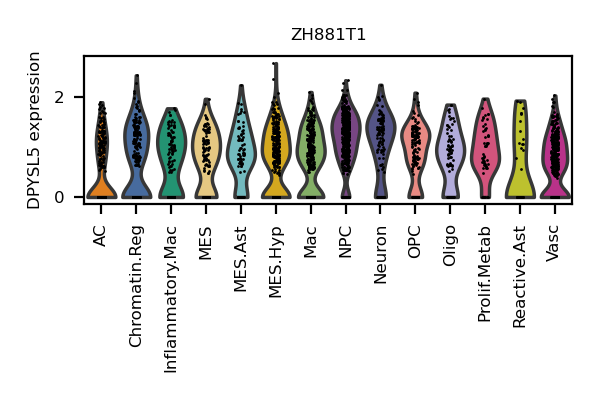 ZH881T1
DPYSL5 expression
2
0
AC
Chromatin.Reg
Inflammatory.Mac
MES
MES.Ast
MES.Hyp
Mac
NPC
Neuron
OPC
Oligo
Prolif.Metab
Reactive.Ast
Vasc